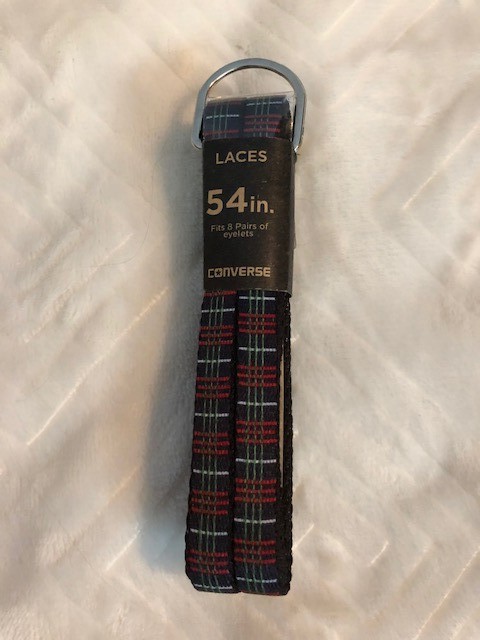 LACES
54in.
Fits 8 Pairs of
eyelets
CONVERSE